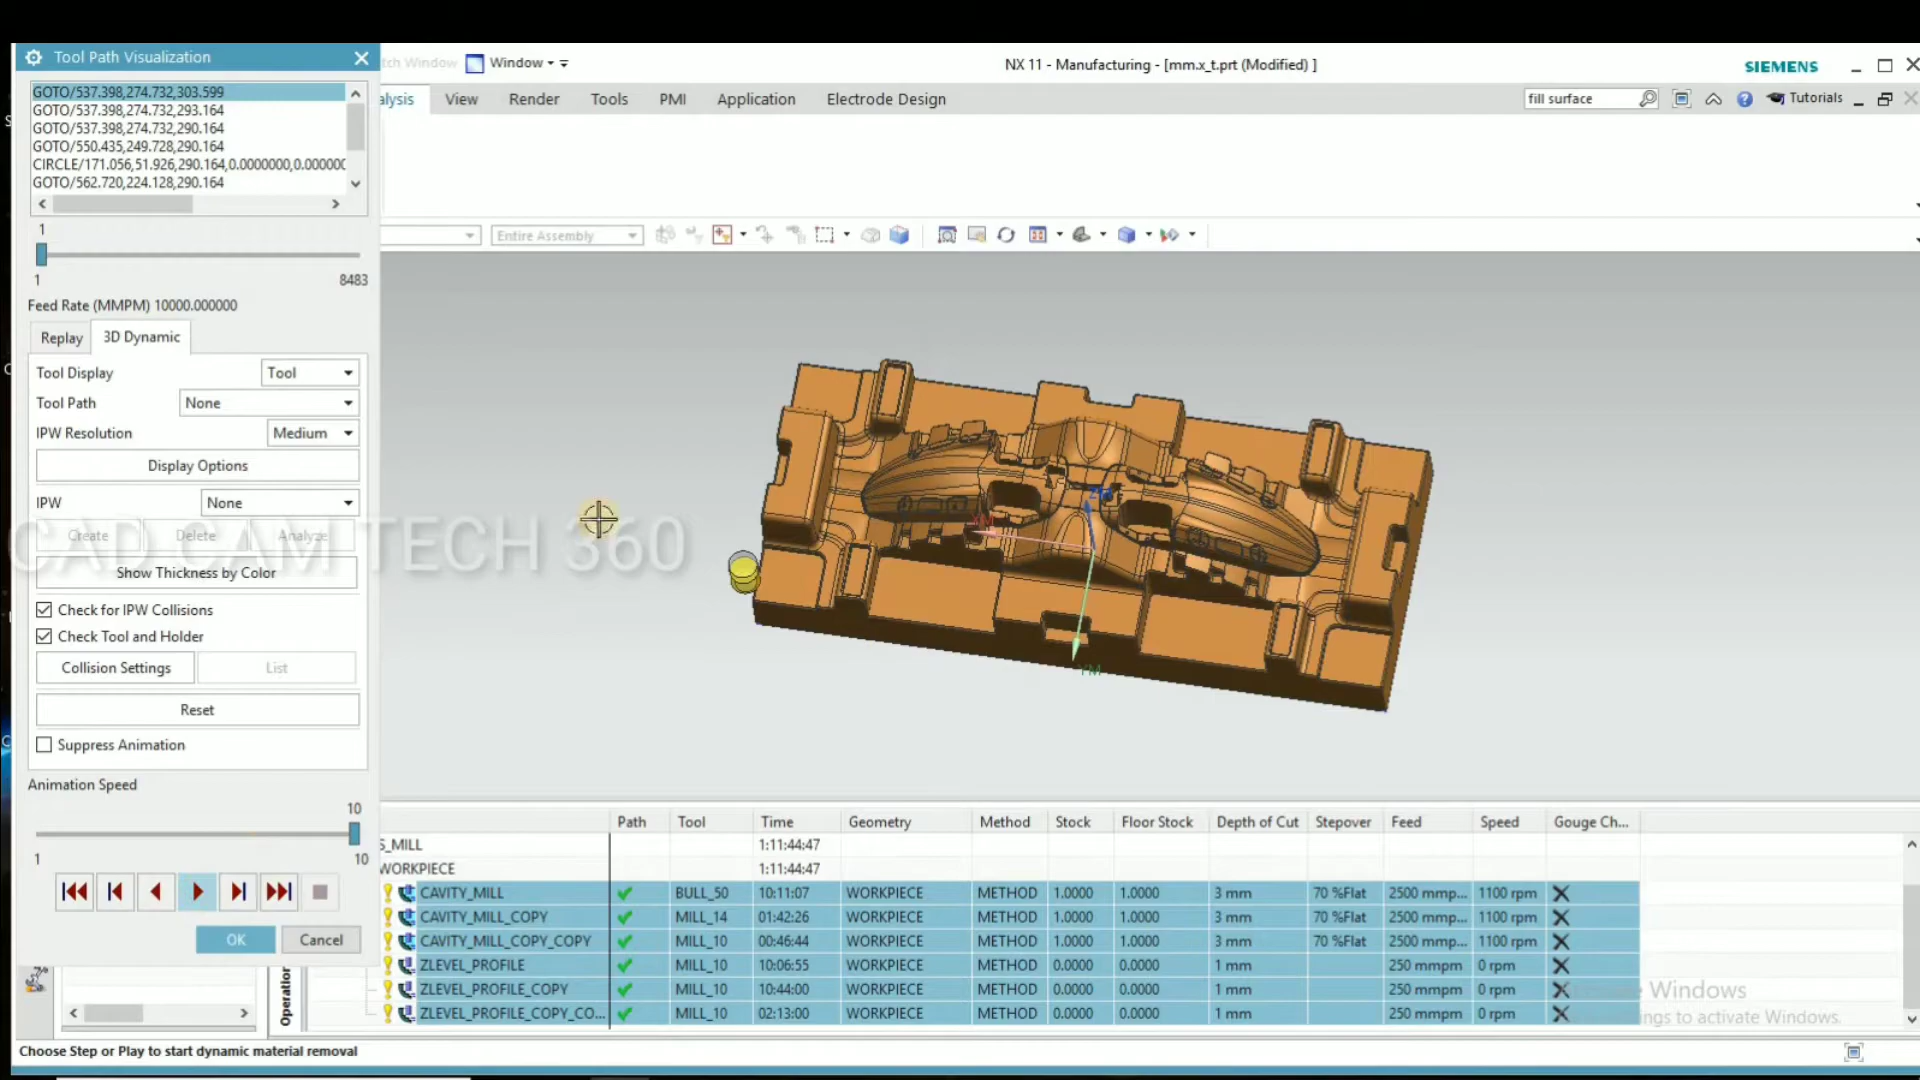 Tool Path Visualization
Window
NX 11 - Manufacturing - [mm.x_t.prt (Modified) ]
SIEMENS
alysis View Render Tools PMI Application Electrode Design
fill surface
Tutorials
GOTO/537.398,274.732,303.599
GOTO/537.398,274.732,293.164
GOTO/537.398,274.732,290.164
GOTO/550.435,249.728,290.164
CIRCLE/171.056,51.926,290.164,0.0000000,0.000000
GOTO/562.720,224.128,290.164
1
1 8483
Entire Assembly
Feed Rate (MMPM) 10000.000000
Replay 3D Dynamic
Tool Display Tool
Tool Path None
IPW Resolution Medium
Display Options
IPW None
Create Delete Analyze
CAD CAM TECH 360
Show Thickness by Color
Check for IPW Collisions
Check Tool and Holder
Collision Settings List
Reset
Suppress Animation
Animation Speed
10
1 10
OK Cancel
XM
YM
Path Tool Time Geometry Method Stock Floor Stock Depth of Cut Stepover Feed Speed Gouge Ch...
S_MILL 1:11:44:47
WORKPIECE 1:11:44:47
CAVITY_MILL BULL_50 10:11:07 WORKPIECE METHOD 1.0000 1.0000 3 mm 70 %Flat 2500 mmp... 1100 rpm
CAVITY_MILL_COPY MILL_14 01:42:26 WORKPIECE METHOD 1.0000 1.0000 3 mm 70 %Flat 2500 mmp... 1100 rpm
CAVITY_MILL_COPY_COPY MILL_10 00:46:44 WORKPIECE METHOD 1.0000 1.0000 3 mm 70 %Flat 2500 mmp... 1100 rpm
ZLEVEL_PROFILE MILL_10 10:06:55 WORKPIECE METHOD 0.0000 0.0000 1 mm 250 mmpm 0 rpm
ZLEVEL_PROFILE_COPY MILL_10 10:44:00 WORKPIECE METHOD 0.0000 0.0000 1 mm 250 mmpm 0 rpm
ZLEVEL_PROFILE_COPY_CO... MILL_10 02:13:00 WORKPIECE METHOD 0.0000 0.0000 1 mm 250 mmpm 0 rpm
Operation
Windows
ngs to activate Windows.
Choose Step or Play to start dynamic material removal